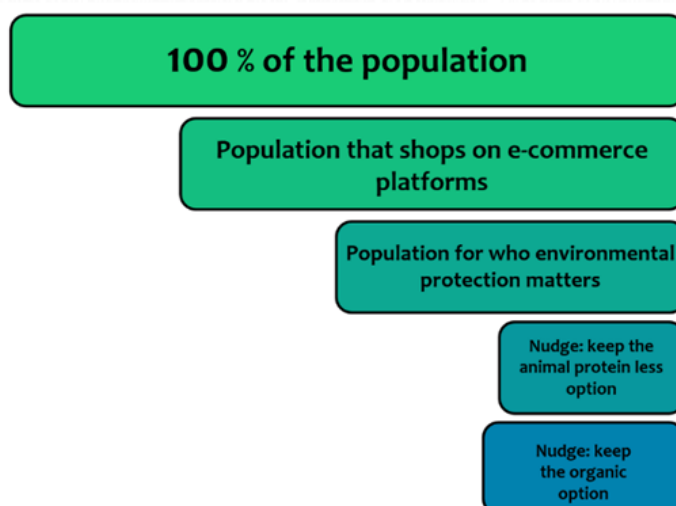 100 % of the population
Population that shops on e-commerce
platforms
Population for who environmental
protection matters
Nudge: keep the
animal protein less
option
Nudge: keep
the organic
option